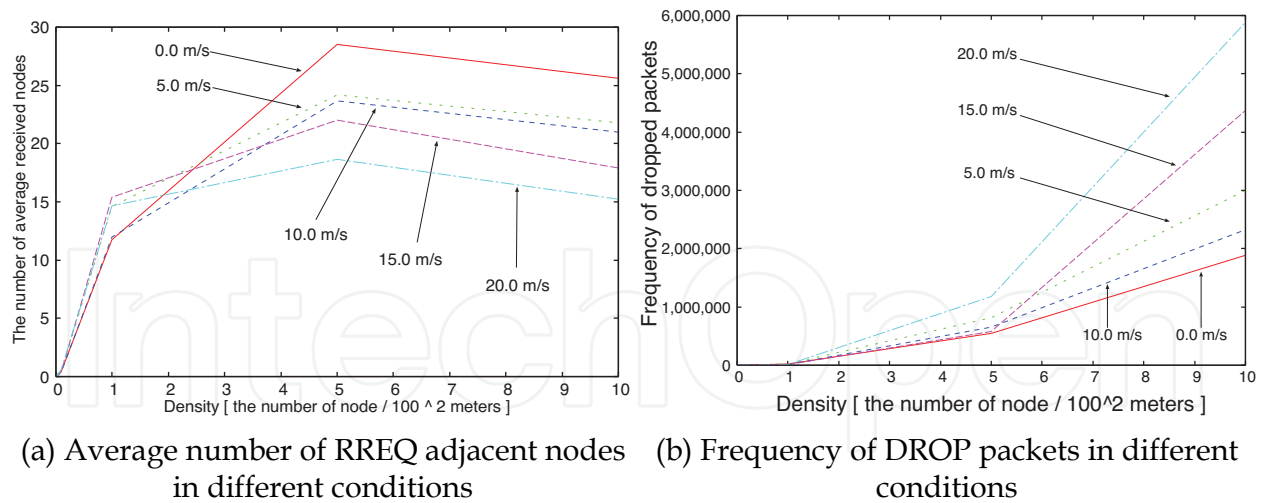 30
25
20
15
10
5
0
The number of average received nodes
0.0 m/s
5.0 m/s
10.0 m/s
15.0 m/s
20.0 m/s
0 1 2 3 4 5 6 7 8 9 10
Density [ the number of node / 100 ^ 2 meters ]
(a) Average number of RREQ adjacent nodes
in different conditions
6,000,000
5,000,000
4,000,000
3,000,000
2,000,000
1,000,000
0
Frequency of dropped packets
20.0 m/s
15.0 m/s
5.0 m/s
10.0 m/s
0.0 m/s
0 1 2 3 4 5 6 7 8 9 10
Density [ the number of node / 100^2 meters ]
(b) Frequency of DROP packets in different
conditions
IntechOpen